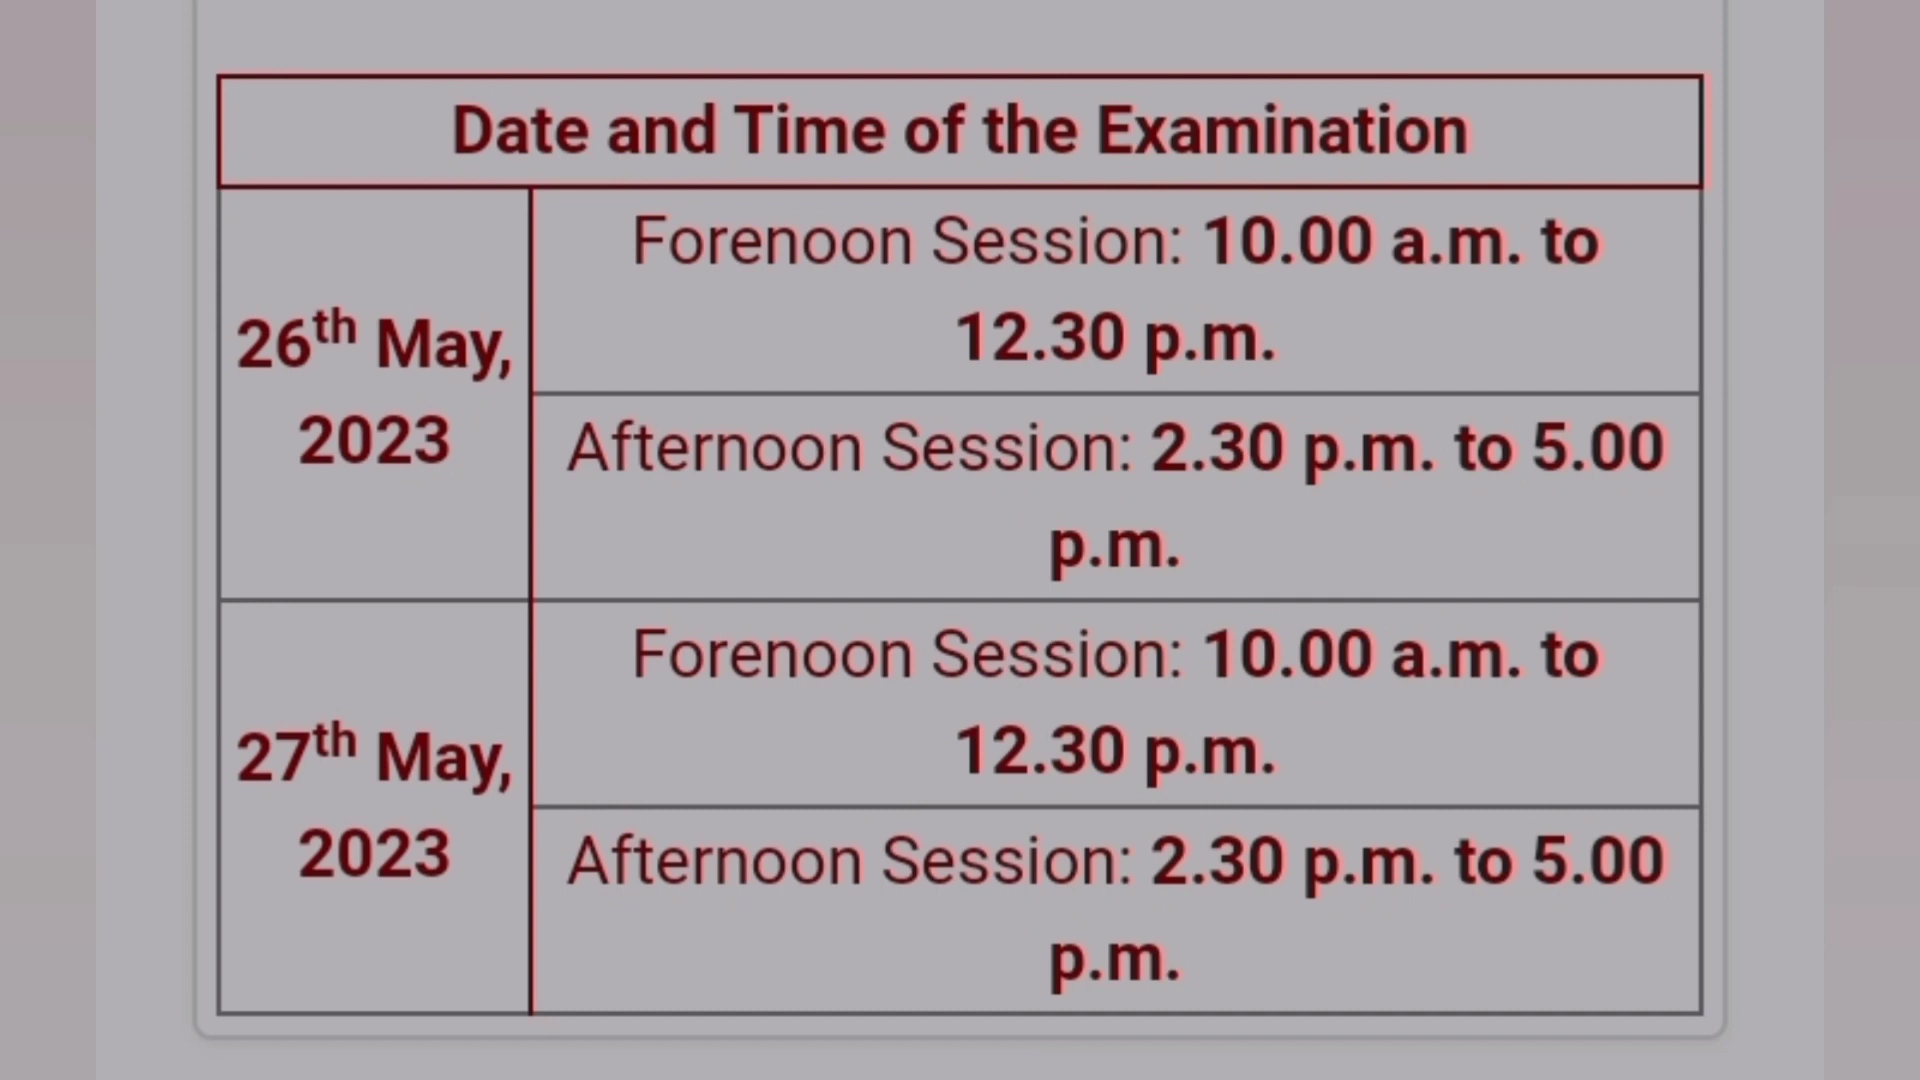 Date and Time of the Examination
26th May,
2023
Forenoon Session: 10.00 a.m. to
12.30 p.m.
Afternoon Session: 2.30 p.m. to 5.00
p.m.
27th May,
2023
Forenoon Session: 10.00 a.m. to
12.30 p.m.
Afternoon Session: 2.30 p.m. to 5.00
p.m.